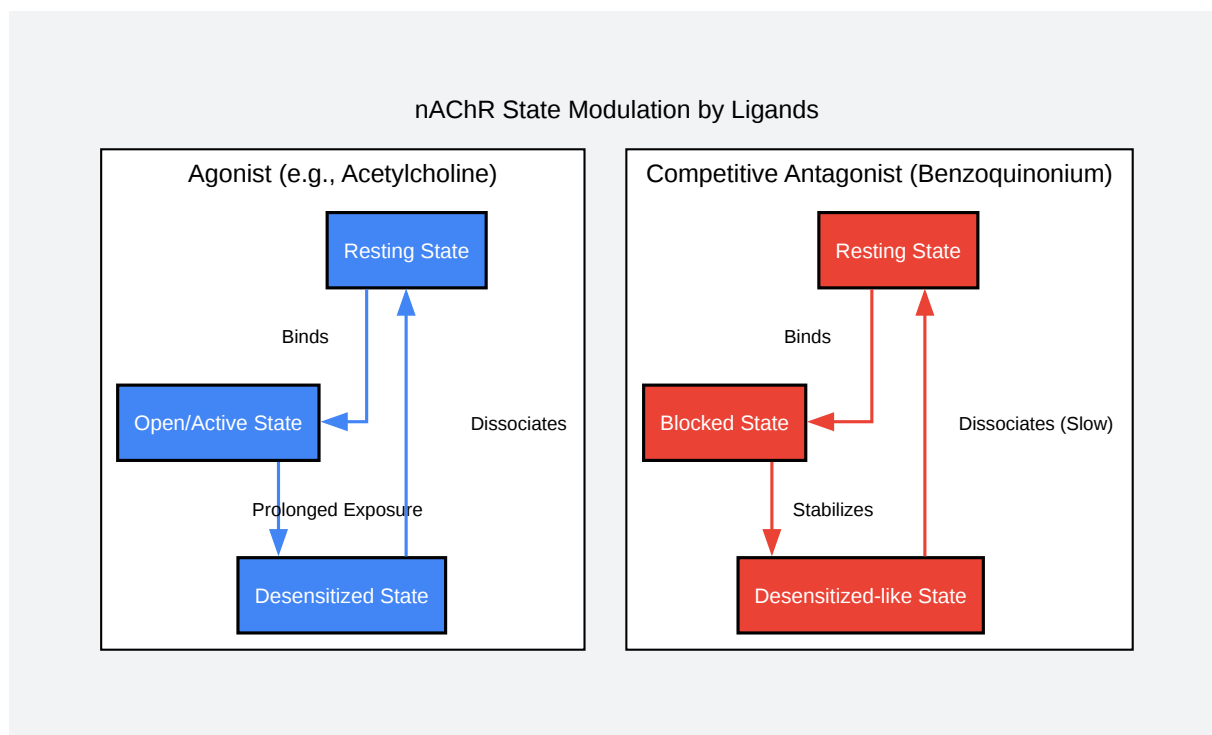 nAChR State Modulation by Ligands
Agonist (e.g., Acetylcholine)
Resting State
Binds
Open/Active State
Dissociates
Prolonged Exposure
Desensitized State
Competitive Antagonist (Benzoquinonium)
Resting State
Binds
Blocked State
Dissociates (Slow)
Stabilizes
Desensitized-like State